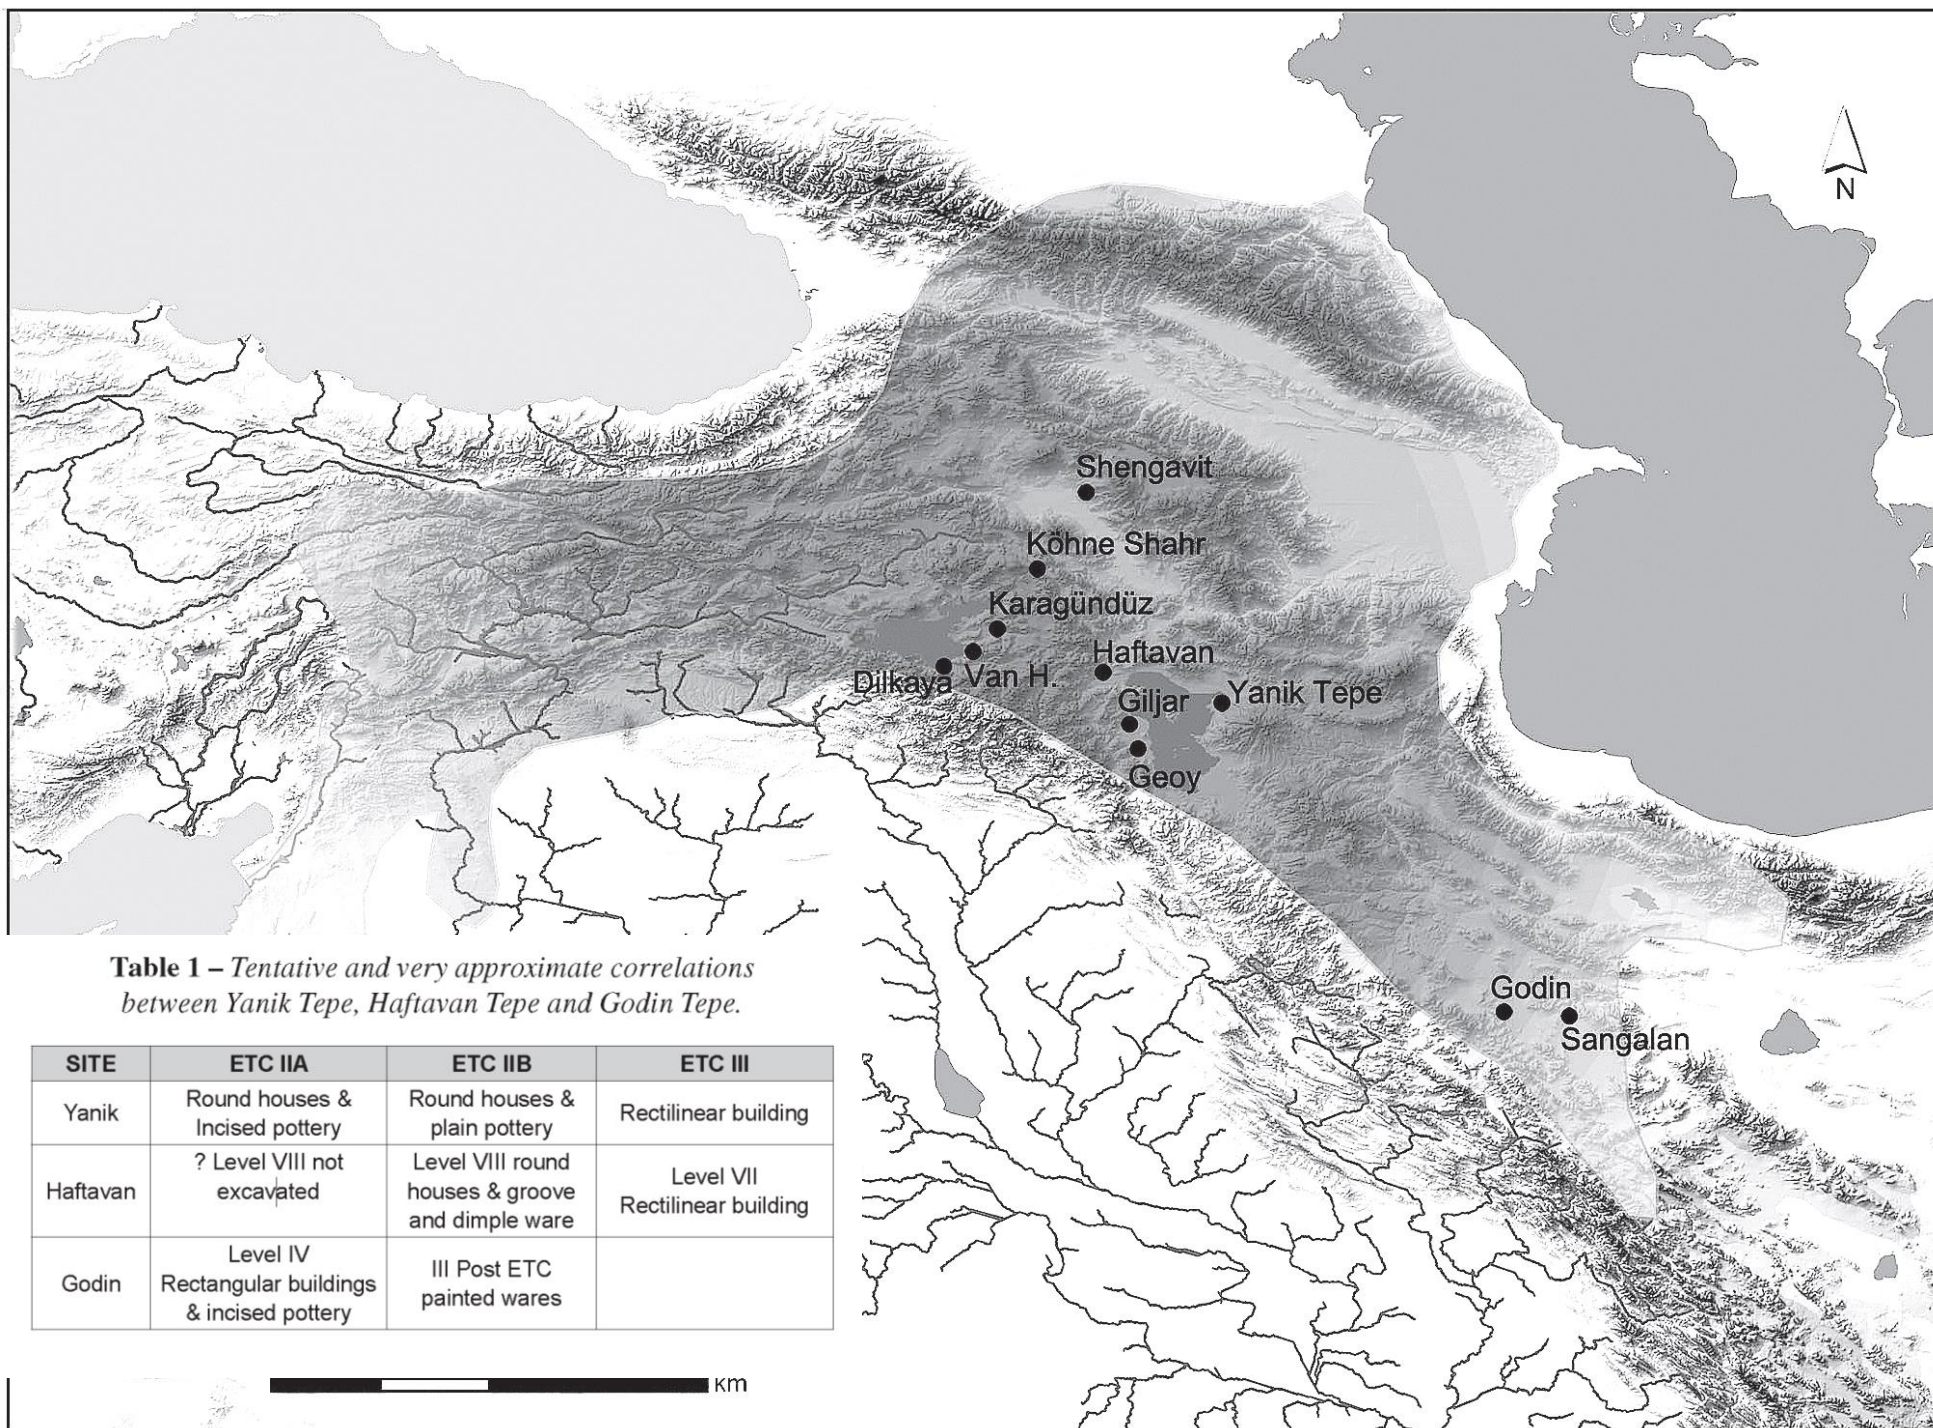 N
Shengavit
Köhne Shahr
Karagündüz
Haftavan
Dilkaya
Van H.
Giljar
Yanik Tepe
Geoy
Godin
Sangalan
Table 1 – Tentative and very approximate correlations
between Yanik Tepe, Haftavan Tepe and Godin Tepe.
SITE ETC IIA ETC IIB ETC III
Yanik
Round houses &
Incised pottery
Round houses &
plain pottery
Rectilinear building
Haftavan
? Level VIII not
excavated
Level VIII round
houses & groove
and dimple ware
Level VII
Rectilinear building
Godin
Level IV
Rectangular buildings
& incised pottery
III Post ETC
painted wares
km